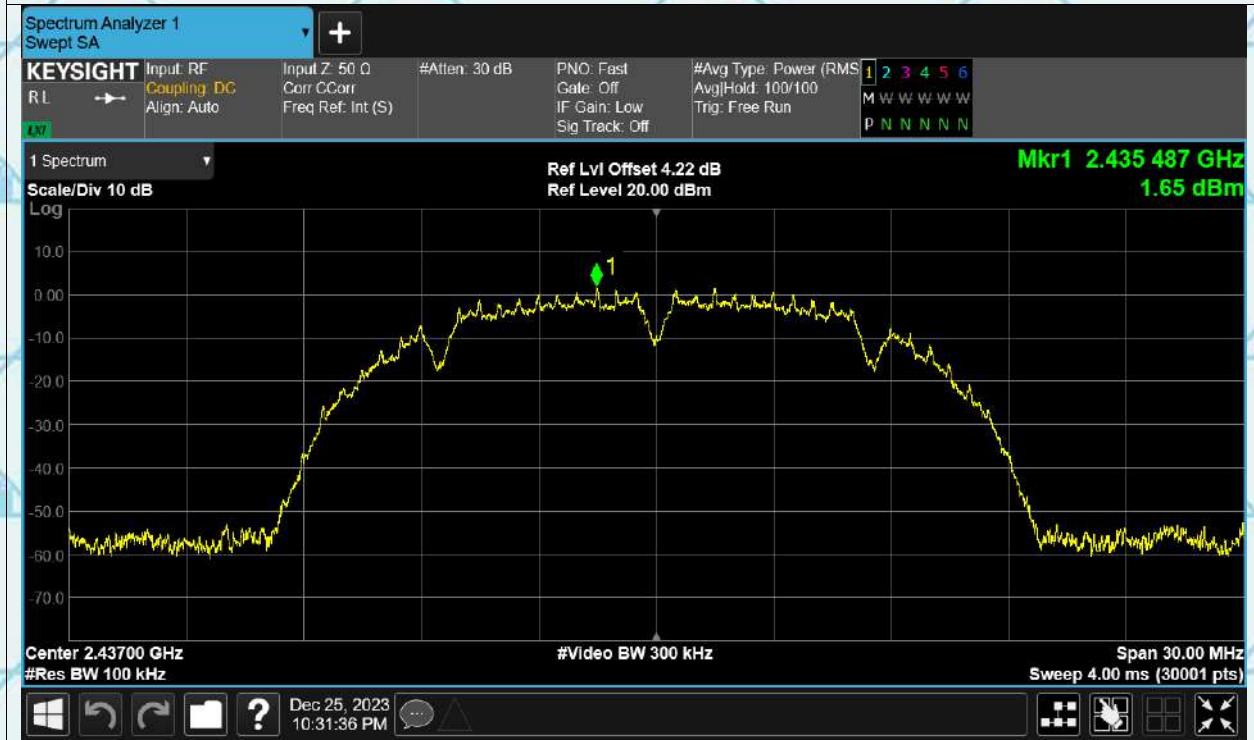 Spectrum Analyzer 1
Swept SA
+
KEYSIGHT
RL
LXI
Input: RF
Coupling: DC
Align: Auto
Input Z: 50 Ω
Corr CCorr
Freq Ref: Int (S)
#Atten: 30 dB
PNO: Fast
Gate: Off
IF Gain: Low
Sig Track: Off
#Avg Type: Power (RMS
Avg|Hold: 100/100
Trig: Free Run
1 2 3 4 5 6
M W W W W W
P N N N N N
1 Spectrum
Scale/Div 10 dB
Log
Ref Lvl Offset 4.22 dB
Ref Level 20.00 dBm
Mkr1 2.435 487 GHz
1.65 dBm
1
10.0
0.00
-10.0
-20.0
-30.0
-40.0
-50.0
-60.0
-70.0
Center 2.43700 GHz
#Res BW 100 kHz
#Video BW 300 kHz
Span 30.00 MHz
Sweep 4.00 ms (30001 pts)
?
Dec 25, 2023
10:31:36 PM